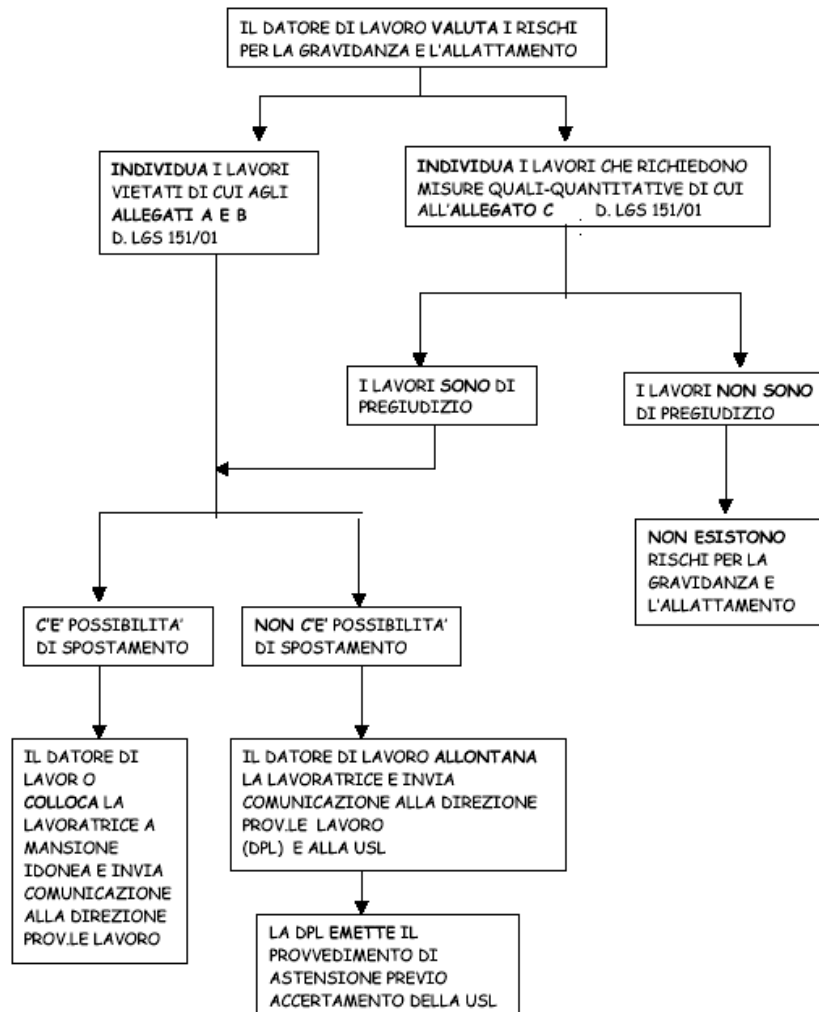 IL DATORE DI LAVORO VALUTA I RISCHI
PER LA GRAVIDANZA E L'ALLATTAMENTO
INDIVIDUA I LAVORI
VIETATI DI CUI AGLI
ALLEGATI A E B
D. LGS 151/01
INDIVIDUA I LAVORI CHE RICHIEDONO
MISURE QUALI-QUANTITATIVE DI CUI
ALL'ALLEGATO C D. LGS 151/01
I LAVORI SONO DI
PREGIUDIZIO
I LAVORI NON SONO
DI PREGIUDIZIO
NON ESISTONO
RISCHI PER LA
GRAVIDANZA E
L'ALLATTAMENTO
C'E' POSSIBILITA'
DI SPOSTAMENTO
NON C'E' POSSIBILITA'
DI SPOSTAMENTO
IL DATORE DI
LAVOR O
COLLOCA LA
LAVORATRICE A
MANSIONE
IDONEA E INVIA
COMUNICAZIONE
ALLA DIREZIONE
PROV.LE LAVORO
IL DATORE DI LAVORO ALLONTANA
LA LAVORATRICE E INVIA
COMUNICAZIONE ALLA DIREZIONE
PROV.LE LAVORO
(DPL) E ALLA USL
LA DPL EMETTE IL
PROVVEDIMENTO DI
ASTENSIONE PREVIO
ACCERTAMENTO DELLA USL